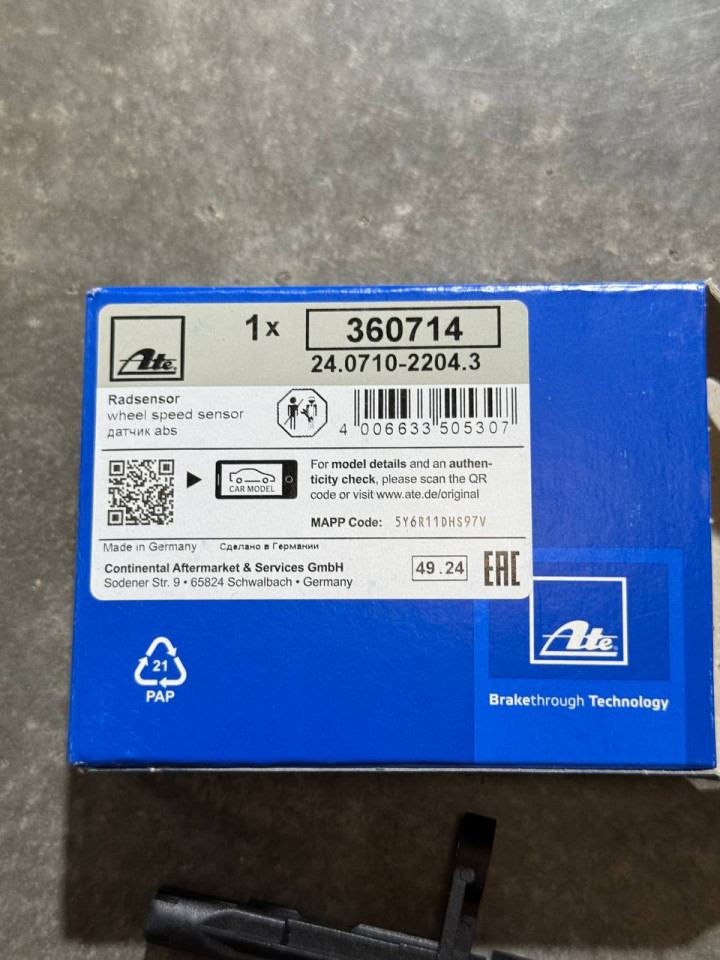 Ate
1x 360714
24.0710-2204.3
Radsensor
wheel speed sensor
датчик abs
4 006633 505307
CAR MODEL
For model details and an authen-
ticity check, please scan the QR
code or visit www.ate.de/original
MAPP Code: 5Y6R11DHS97V
Made in Germany Сделано в Германии
Continental Aftermarket & Services GmbH
Sodener Str. 9 • 65824 Schwalbach • Germany
49.24
EAC
Ate
Brakethrough Technology
21
PAP